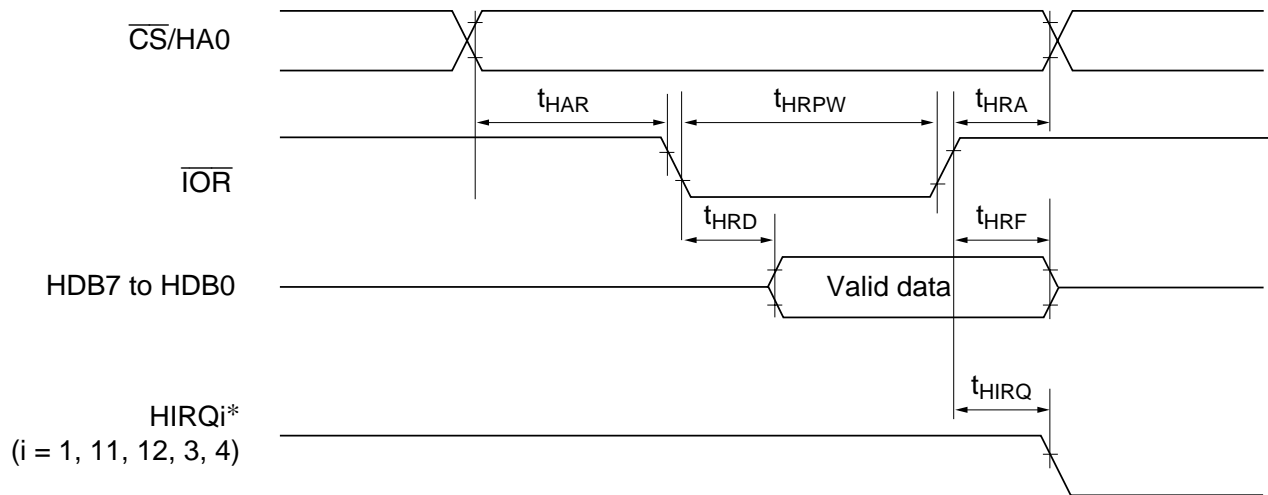 CS/HA0
tHAR
tHRPW
tHRA
IOR
tHRD
tHRF
HDB7 to HDB0
Valid data
tHIRQ
HIRQi*
(i = 1, 11, 12, 3, 4)